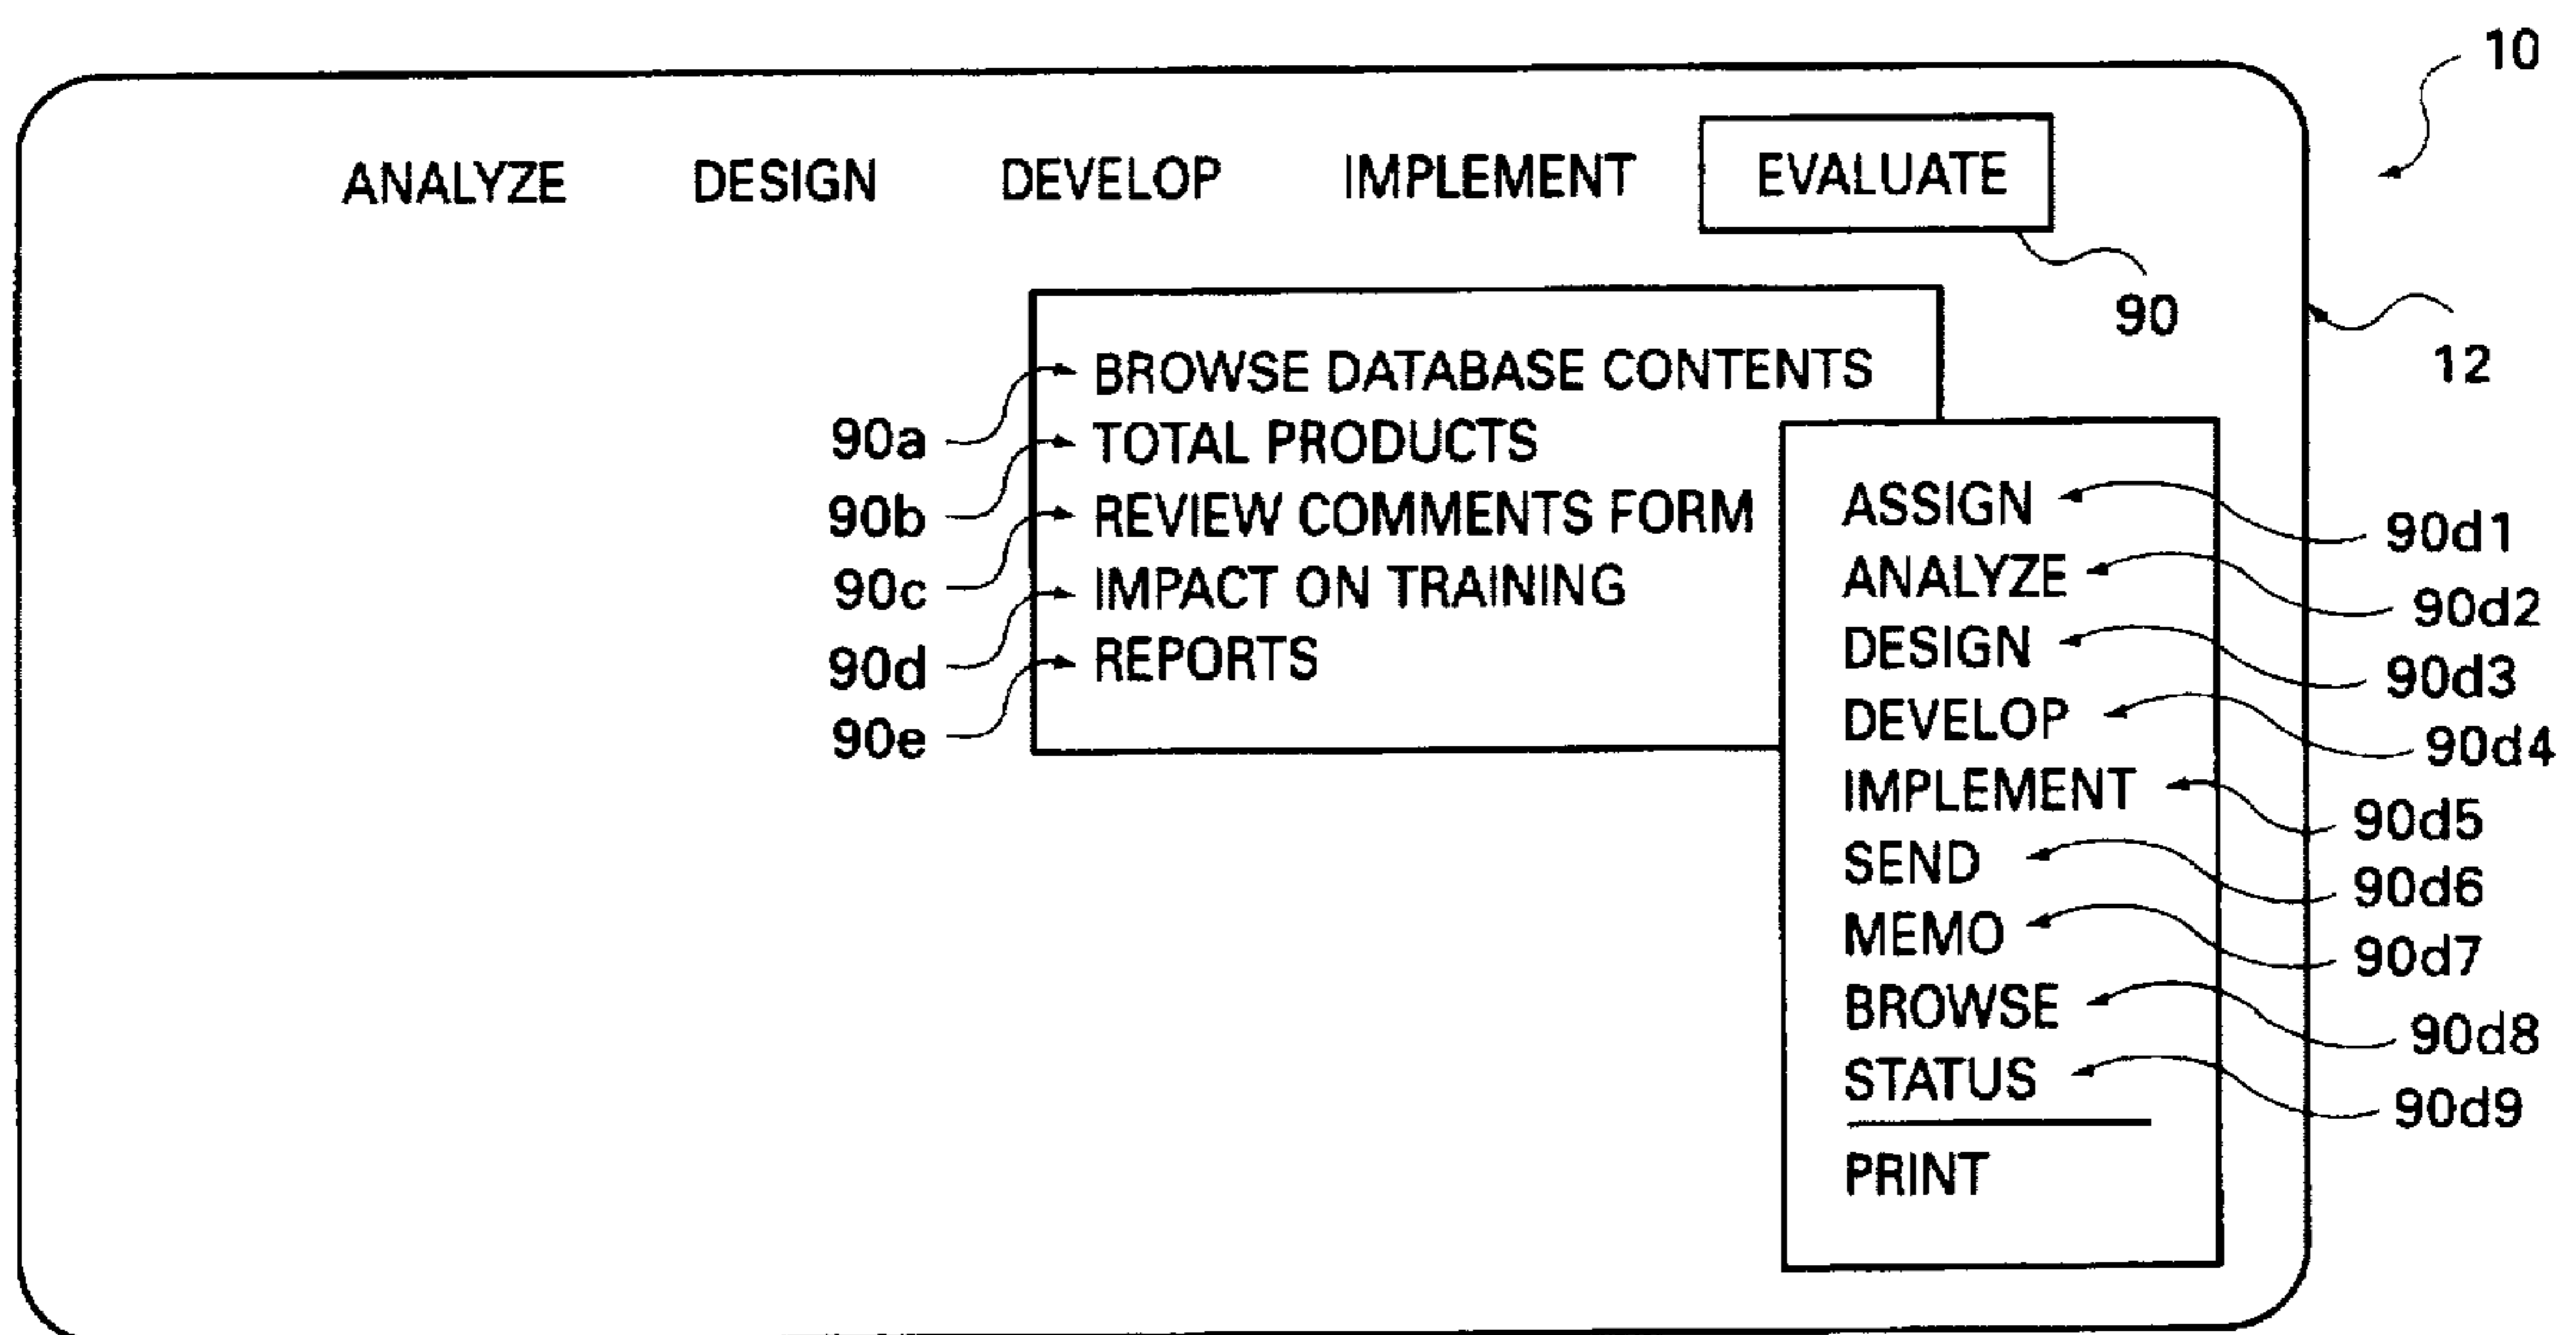 10
ANALYZE DESIGN DEVELOP IMPLEMENT EVALUATE
90
12
90a BROWSE DATABASE CONTENTS
90b TOTAL PRODUCTS
90c REVIEW COMMENTS FORM
90d IMPACT ON TRAINING
90e REPORTS
ASSIGN 90d1
ANALYZE 90d2
DESIGN 90d3
DEVELOP 90d4
IMPLEMENT 90d5
SEND 90d6
MEMO 90d7
BROWSE 90d8
STATUS 90d9
PRINT